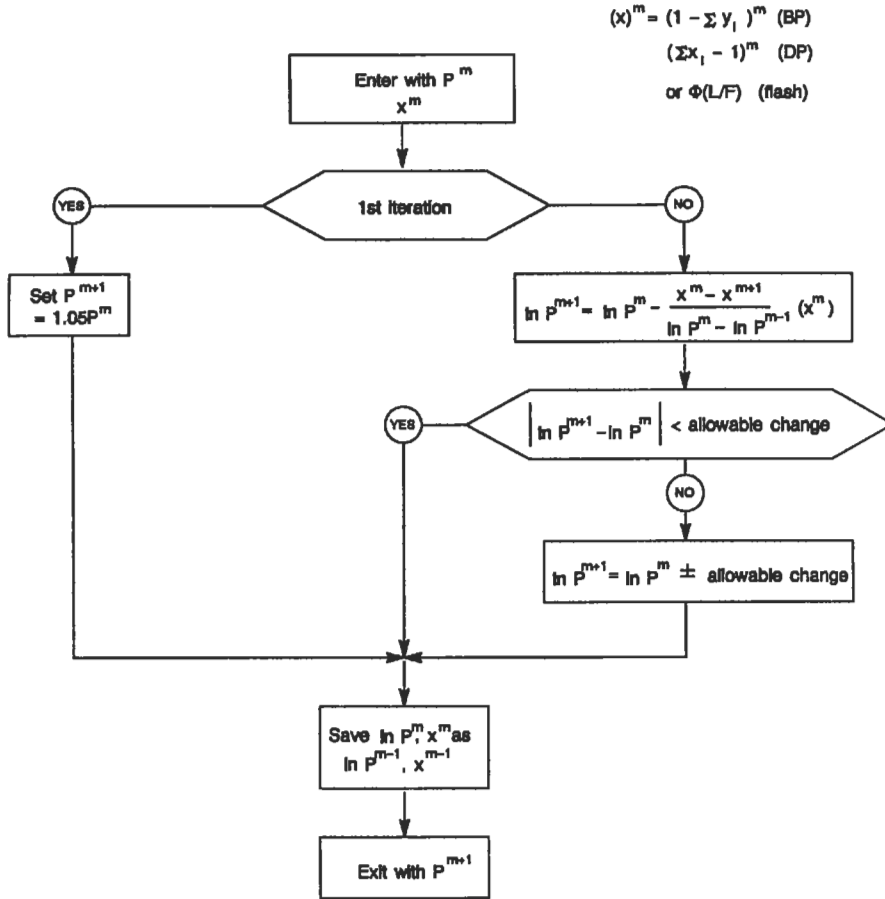 (x)^m = (1 - Σ y_i )^m (BP)
(Σx_i - 1)^m (DP)
or Φ(L/F) (flash)
Enter with P^m
x^m
1st iteration
YES
NO
Set P^{m+1}
= 1.05P^m
ln P^{m+1} = ln P^m - \frac{x^m - x^{m+1}}{ln P^m - ln P^{m-1}} (x^m)
YES
| ln P^{m+1} - ln P^m | < allowable change
NO
ln P^{m+1} = ln P^m ± allowable change
Save ln P^m, x^m as
ln P^{m-1}, x^{m-1}
Exit with P^{m+1}